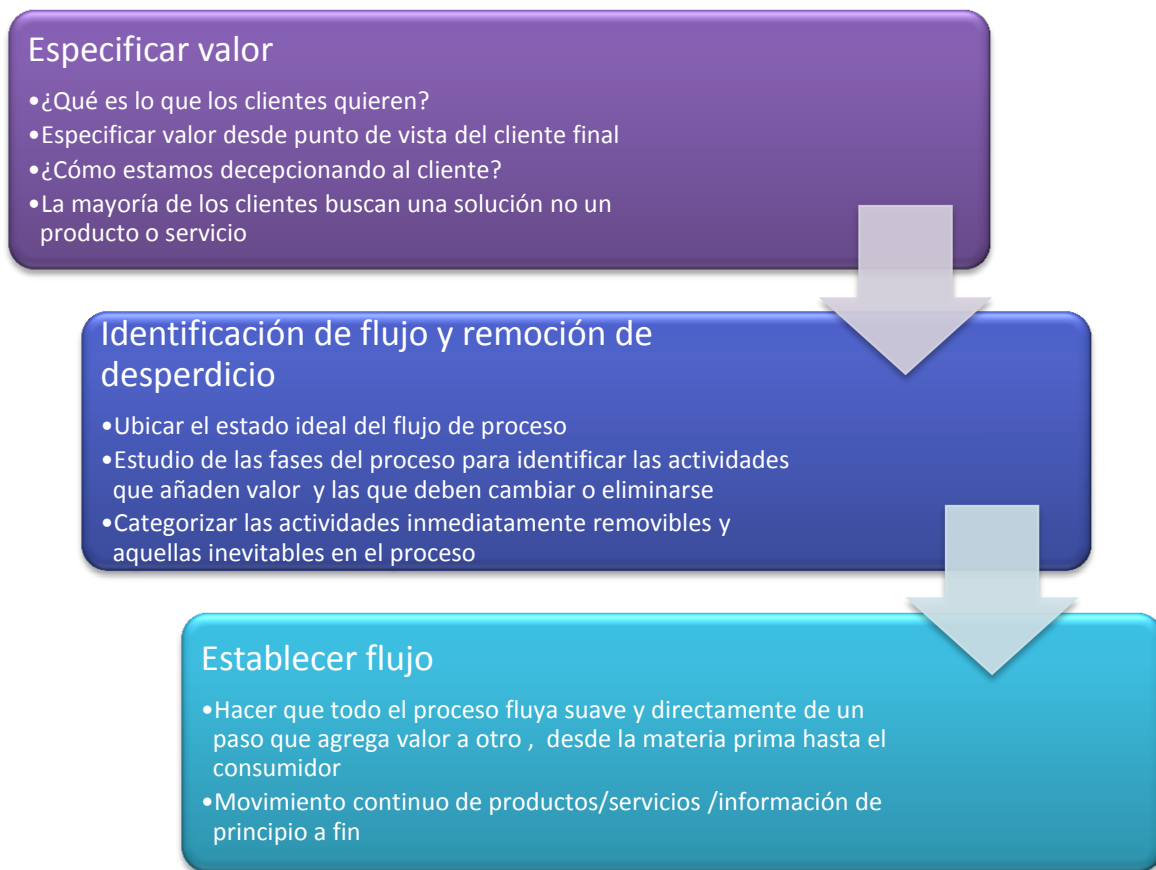 Especificar valor
•¿Qué es lo que los clientes quieren?
•Especificar valor desde punto de vista del cliente final
•¿Cómo estamos decepcionando al cliente?
•La mayoría de los clientes buscan una solución no un
producto o servicio
Identificación de flujo y remoción de
desperdicio
•Ubicar el estado ideal del flujo de proceso
•Estudio de las fases del proceso para identificar las actividades
que añaden valor y las que deben cambiar o eliminarse
•Categorizar las actividades inmediatamente removibles y
aquellas inevitables en el proceso
Establecer flujo
•Hacer que todo el proceso fluya suave y directamente de un
paso que agrega valor a otro , desde la materia prima hasta el
consumidor
•Movimiento continuo de productos/servicios /información de
principio a fin